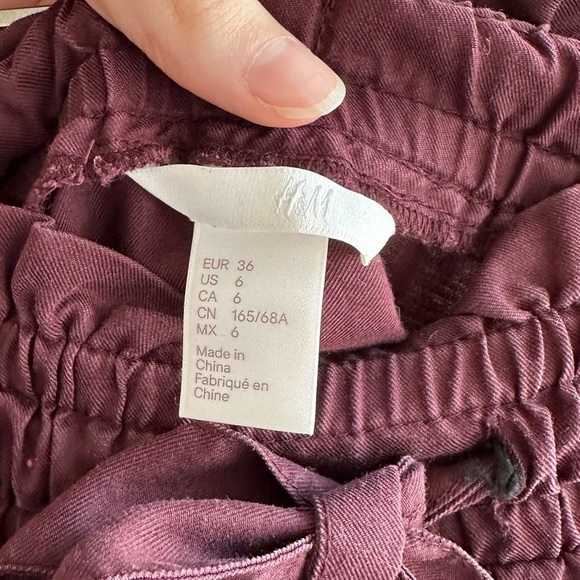 H&M
EUR 36
US 6
CA 6
CN 165/68A
MX 6
Made in
China
Fabriqué en
Chine